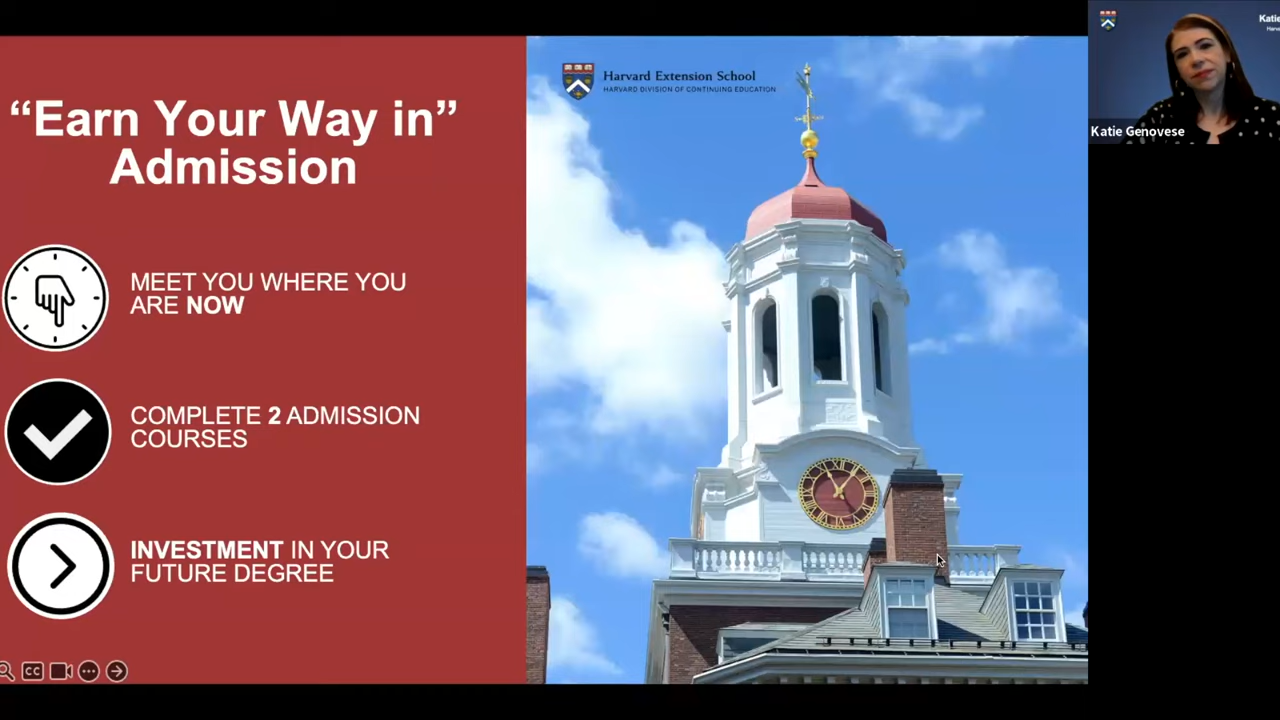 “Earn Your Way in”
Admission
MEET YOU WHERE YOU
ARE NOW
COMPLETE 2 ADMISSION
COURSES
INVESTMENT IN YOUR
FUTURE DEGREE
CC
Harvard Extension School
HARVARD DIVISION OF CONTINUING EDUCATION
Katie Genovese